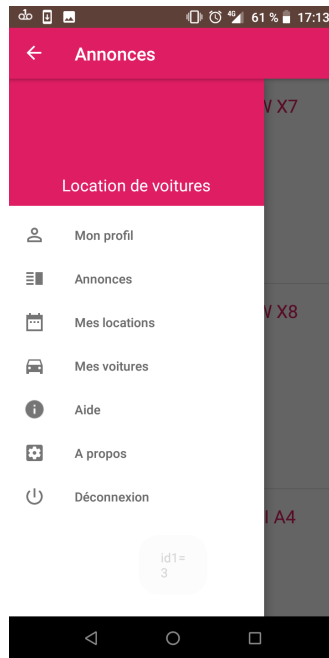 4G 61 % 17:13
Annonces
W X7
Location de voitures
Mon profil
Annonces
Mes locations
W X8
Mes voitures
Aide
A propos
Déconnexion
I A4
id1=
3